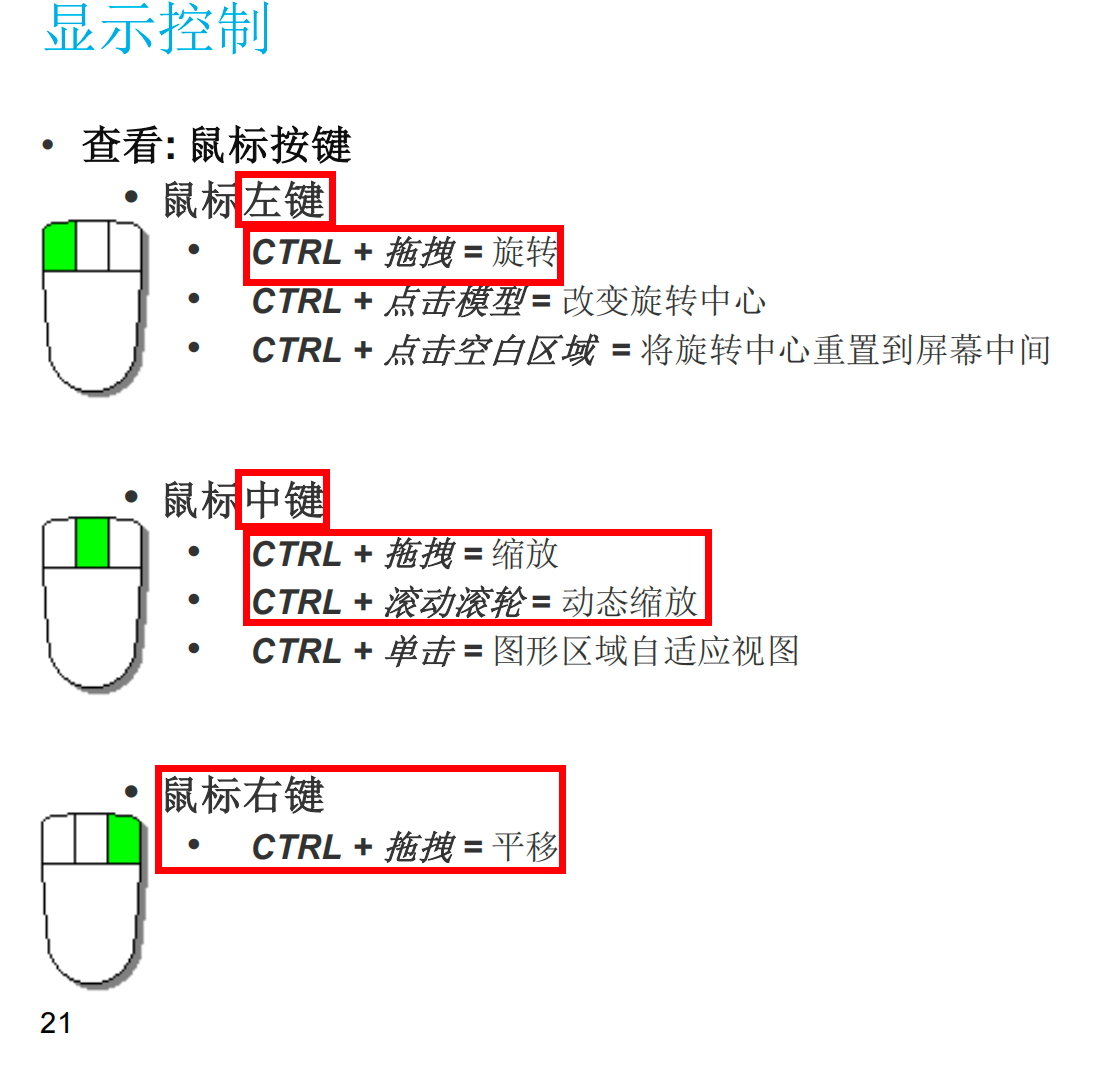 显示控制
• 查看: 鼠标按键
• 鼠标左键
• CTRL + 拖拽 = 旋转
• CTRL + 点击模型 = 改变旋转中心
• CTRL + 点击空白区域 = 将旋转中心重置到屏幕中间
• 鼠标中键
• CTRL + 拖拽 = 缩放
• CTRL + 滚动滚轮 = 动态缩放
• CTRL + 单击 = 图形区域自适应视图
• 鼠标右键
• CTRL + 拖拽 = 平移
21